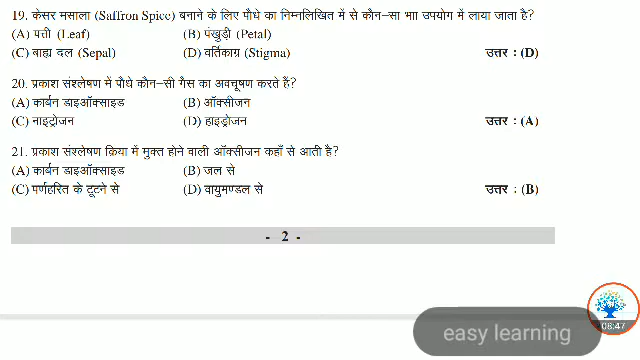 19. केसर मसाला (Saffron Spice) बनाने के लिए पौधे का निम्नलिखित में से कौन-सा भाा उपयोग में लाया जाता है?
(A) पती (Leaf) (B) पंखुड़ी (Petal)
(C) बाह्य दल (Sepal) (D) वर्तिकाग्र (Stigma) उत्तर : (D)
20. प्रकाश संश्लेषण में पौधे कौन-सी गैस का अवचूषण करते हैं?
(A) कार्बन डाइऑक्साइड (B) ऑक्सीजन
(C) नाइट्रोजन (D) हाइड्रोजन उत्तर : (A)
21. प्रकाश संश्लेषण क्रिया में मुक्त होने वाली ऑक्सीजन कहाँ से आती है?
(A) कार्बन डाइऑक्साइड (B) जल से
(C) पर्णहरित के टूटने से (D) वायुमण्डल से उत्तर : (B)
- 2 -
06:47
easy learning